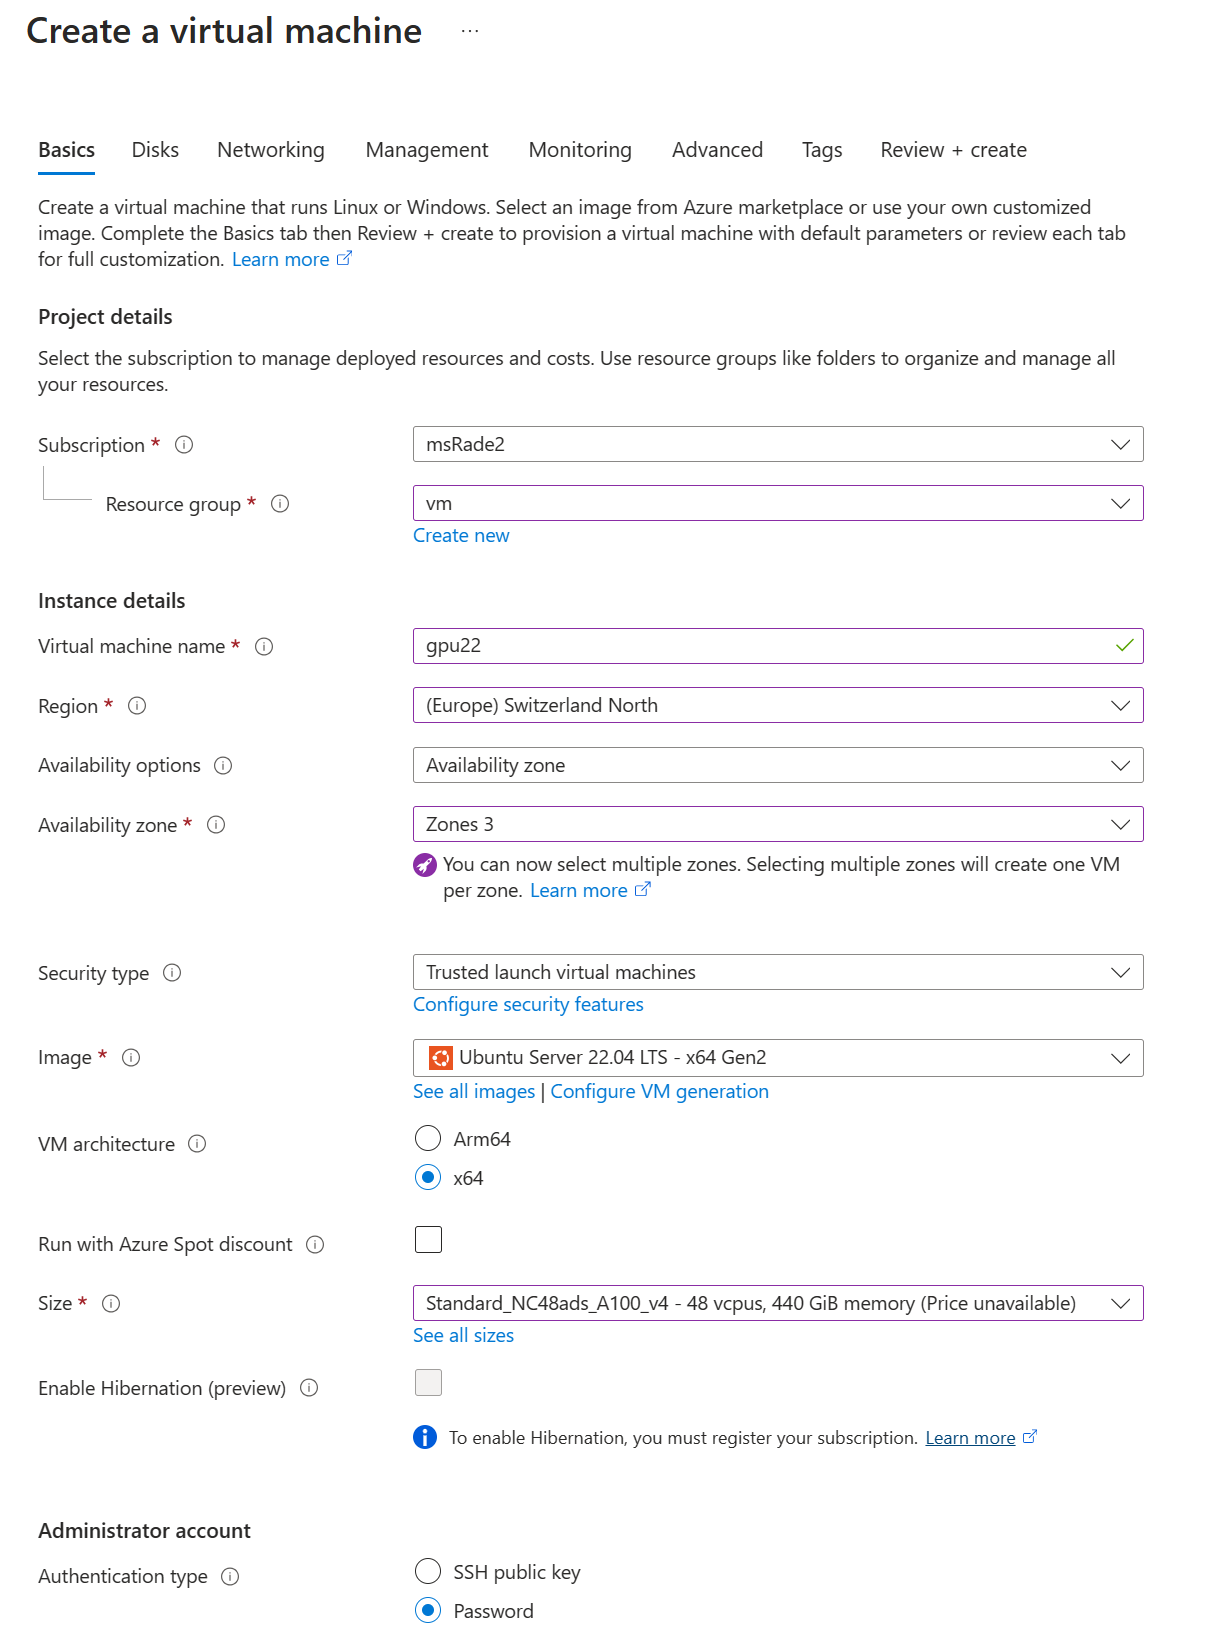 Create a virtual machine ...
Basics Disks Networking Management Monitoring Advanced Tags Review + create
Create a virtual machine that runs Linux or Windows. Select an image from Azure marketplace or use your own customized
image. Complete the Basics tab then Review + create to provision a virtual machine with default parameters or review each tab
for full customization. Learn more
Project details
Select the subscription to manage deployed resources and costs. Use resource groups like folders to organize and manage all
your resources.
Subscription * msRade2
Resource group * vm
Create new
Instance details
Virtual machine name * gpu22
Region * (Europe) Switzerland North
Availability options Availability zone
Availability zone * Zones 3
You can now select multiple zones. Selecting multiple zones will create one VM
per zone. Learn more
Security type Trusted launch virtual machines
Configure security features
Image * Ubuntu Server 22.04 LTS - x64 Gen2
See all images | Configure VM generation
VM architecture Arm64
x64
Run with Azure Spot discount
Size * Standard_NC48ads_A100_v4 - 48 vcpus, 440 GiB memory (Price unavailable)
See all sizes
Enable Hibernation (preview)
To enable Hibernation, you must register your subscription. Learn more
Administrator account
Authentication type SSH public key
Password